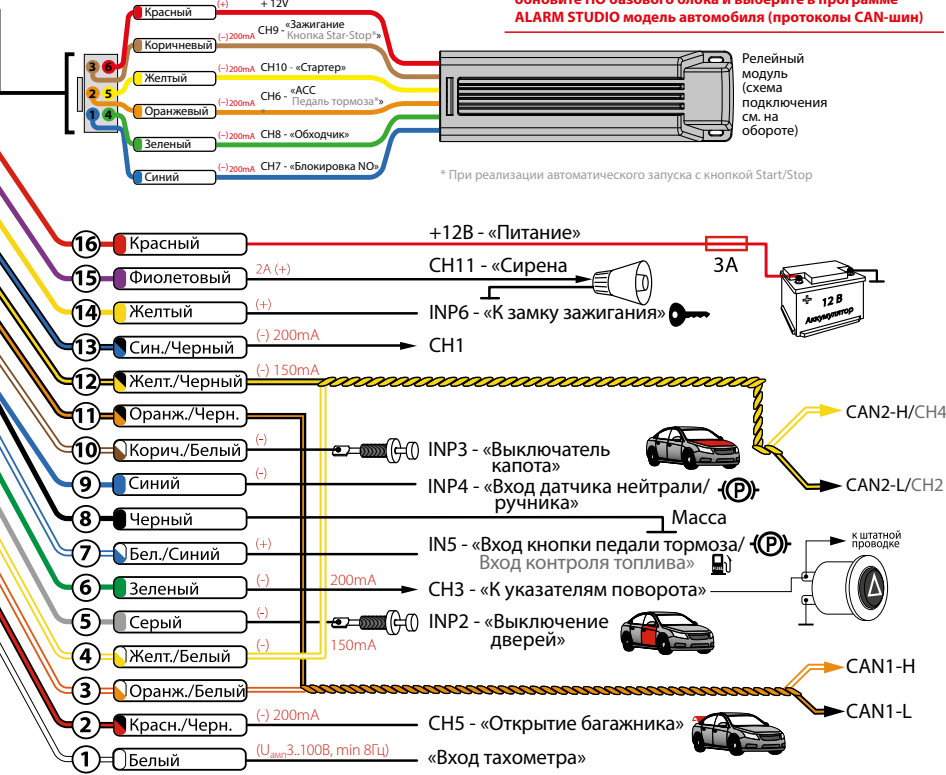 обновите ПО базового блока и выберите в программе
ALARM STUDIO модель автомобиля (протоколы CAN-шин)
Красный (+) + 12V
Коричневый (–)200mA CH9 - «Зажигание
Кнопка Star-Stop*»
3 6
Желтый (–)200mA CH10 - «Стартер»
2 5
Оранжевый (–)200mA CH6 - «ACC
Педаль тормоза*»
1 4
Зеленый (–)200mA CH8 - «Обходчик»
Синий (–)200mA CH7 - «Блокировка NO»
Релейный
модуль
(схема
подключения
см. на
обороте)
* При реализации автоматического запуска с кнопкой Start/Stop
16 Красный +12В - «Питание»
3А
15 Фиолетовый 2А (+) CH11 - «Сирена
12 В
Аккумулятор
14 Желтый (+) INP6 - «К замку зажигания»
13 Син./Черный (-) 200mA CH1
12 Желт./Черный (-) 150mA
11 Оранж./Черн.
CAN2-H/CH4
10 Корич./Белый (-) INP3 - «Выключатель
капота»
9 Синий (-) INP4 - «Вход датчика нейтрали/ (P)
ручника»
CAN2-L/CH2
8 Черный Масса
7 Бел./Синий (+) IN5 - «Вход кнопки педали тормоза/ (P)
Вход контроля топлива»
FUEL
к штатной
проводке
6 Зеленый (-) 200mA CH3 - «К указателям поворота»
5 Серый (-) INP2 - «Выключение
дверей»
4 Желт./Белый (-) 150mA
3 Оранж./Белый
CAN1-H
CAN1-L
2 Красн./Черн. (-) 200mA CH5 - «Открытие багажника»
1 Белый (Uамп3..100В, min 8Гц) «Вход тахометра»